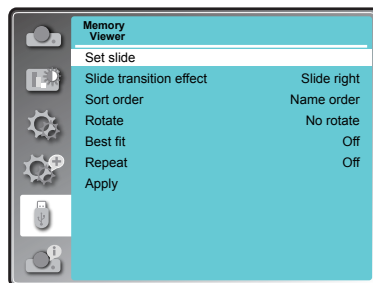 Memory
Viewer
Set slide
Slide transition effect Slide right
Sort order Name order
Rotate No rotate
Best fit Off
Repeat Off
Apply